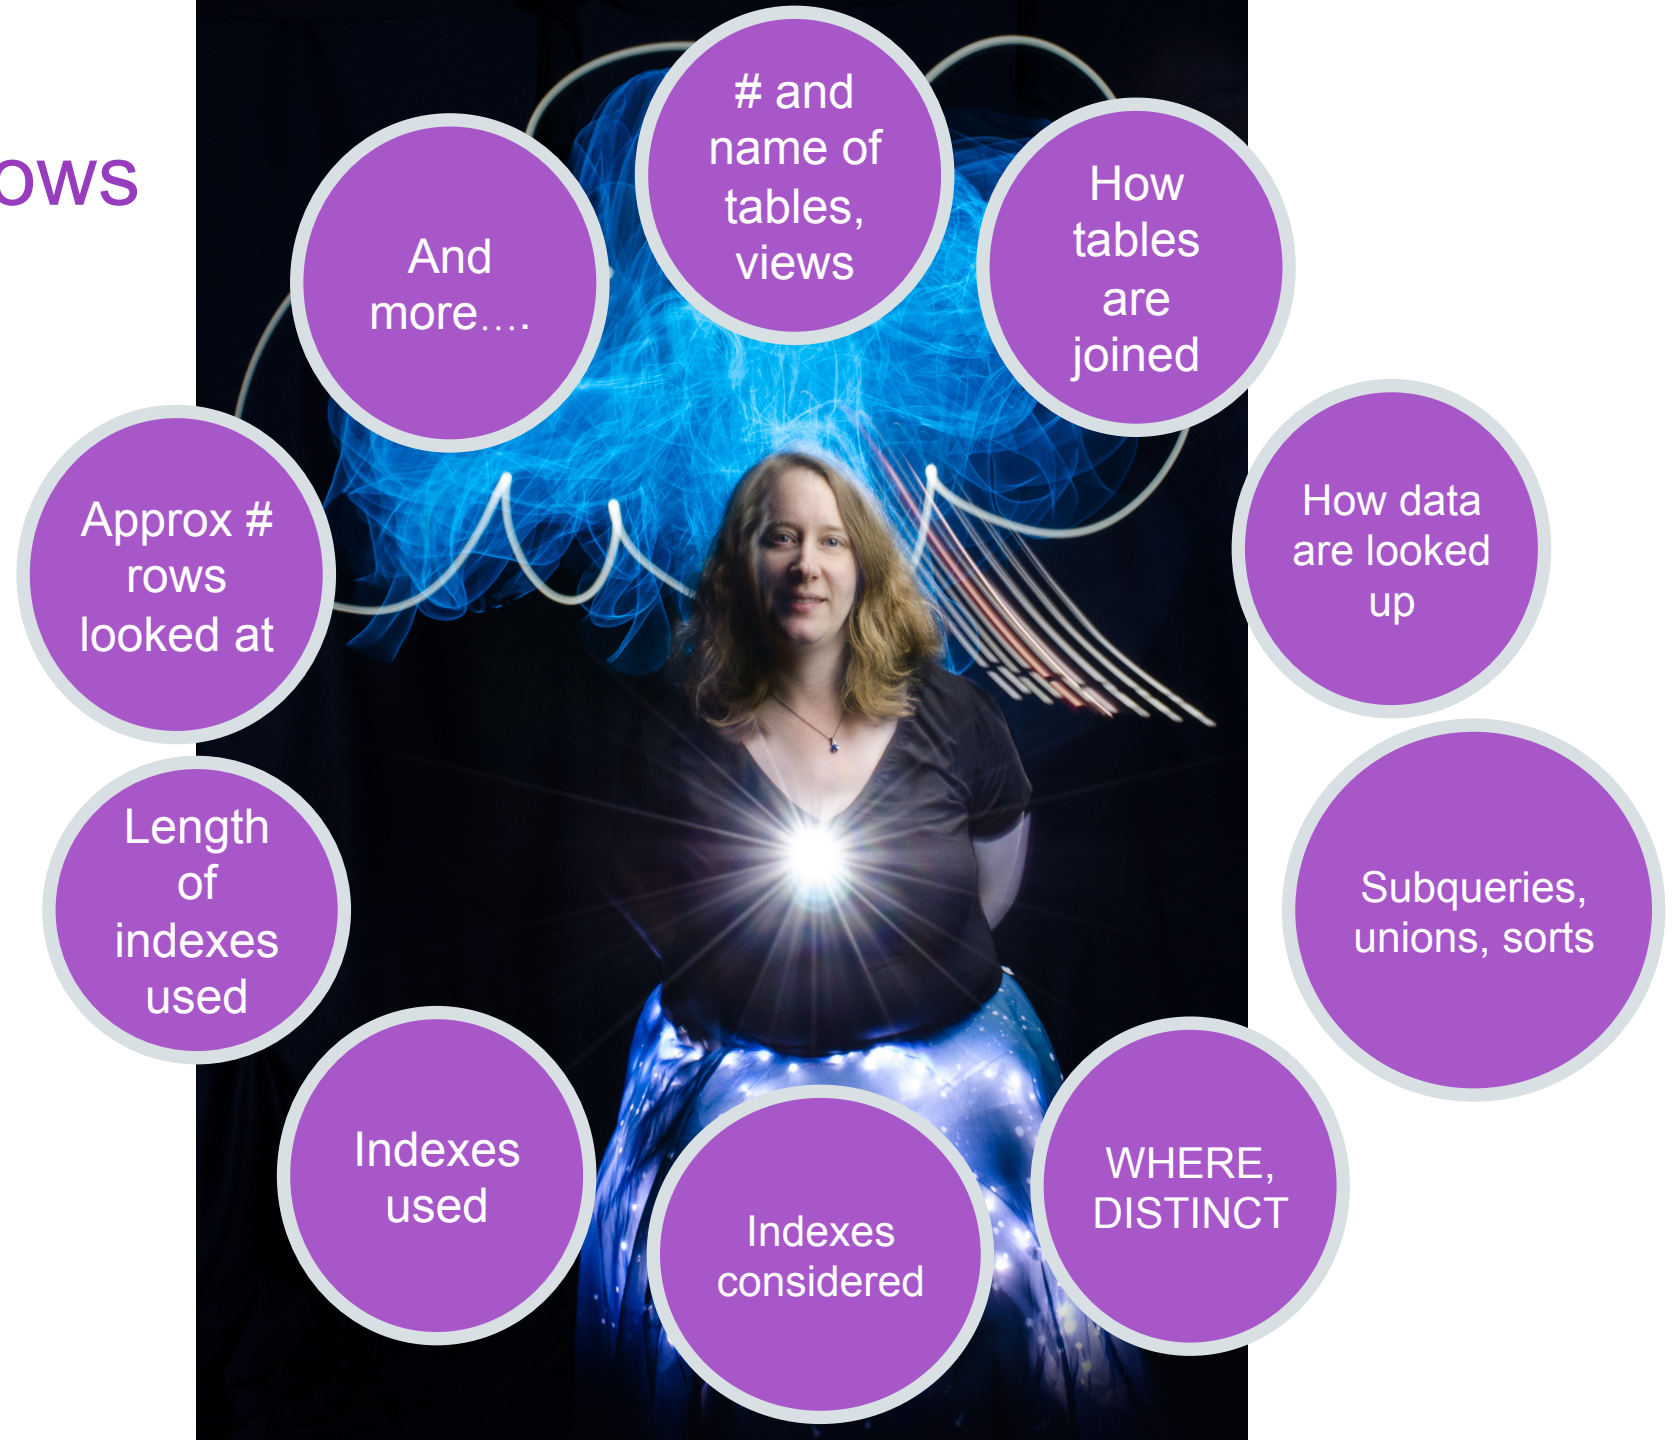 ows
# and
name of
tables,
views
How
tables
are
joined
How data
are looked
up
Subqueries,
unions, sorts
WHERE,
DISTINCT
Indexes
considered
Indexes
used
Length
of
indexes
used
Approx #
rows
looked at
And
more....